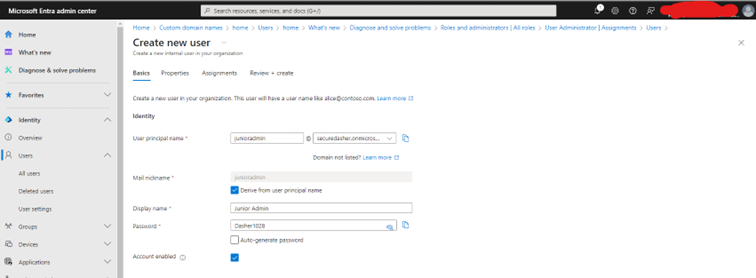 Microsoft Entra admin center
Search resources, services, and docs (G+/)
Home > Custom domain names > home > Users > home > What's new > Diagnose and solve problems > Roles and administrators | All roles > User Administrator | Assignments > Users >
Home
What's new
Diagnose & solve problems
Favorites
Identity
Overview
Users
All users
Deleted users
User settings
Groups
Devices
Applications
Create new user ...
Create a new internal user in your organization
Basics Properties Assignments Review + create
Create a new user in your organization. This user will have a user name like alice@contoso.com. Learn more
Identity
User principal name * junioradmin @ securedasher.onmicros...
Domain not listed? Learn more
Mail nickname * junioradmin
Derive from user principal name
Display name * Junior Admin
Password * Dasher1028
Auto-generate password
Account enabled